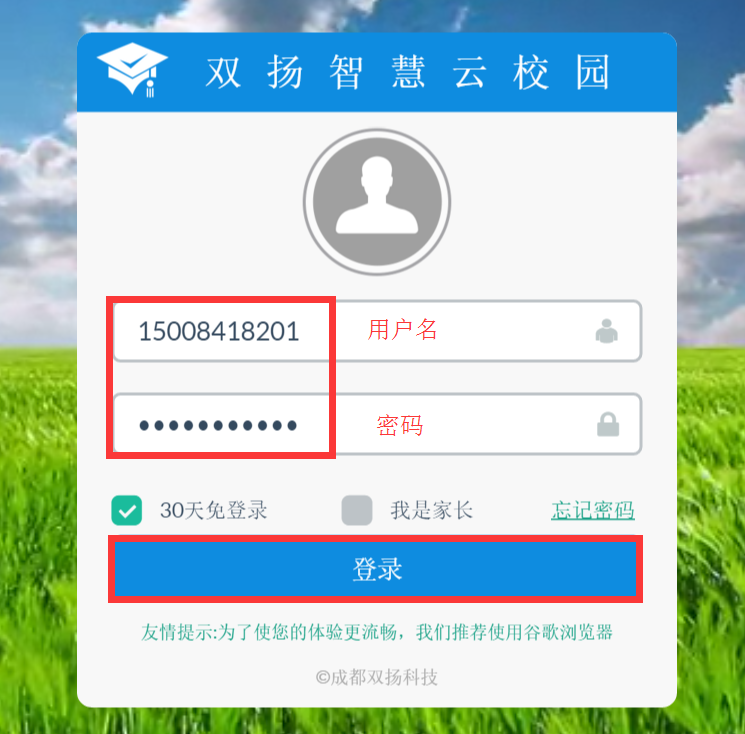 双扬智慧云校园
15008418201 用户名
●●●●●●●●●●● 密码
30天免登录 我是家长 忘记密码
登录
友情提示:为了使您的体验更流畅，我们推荐使用谷歌浏览器
©成都双扬科技